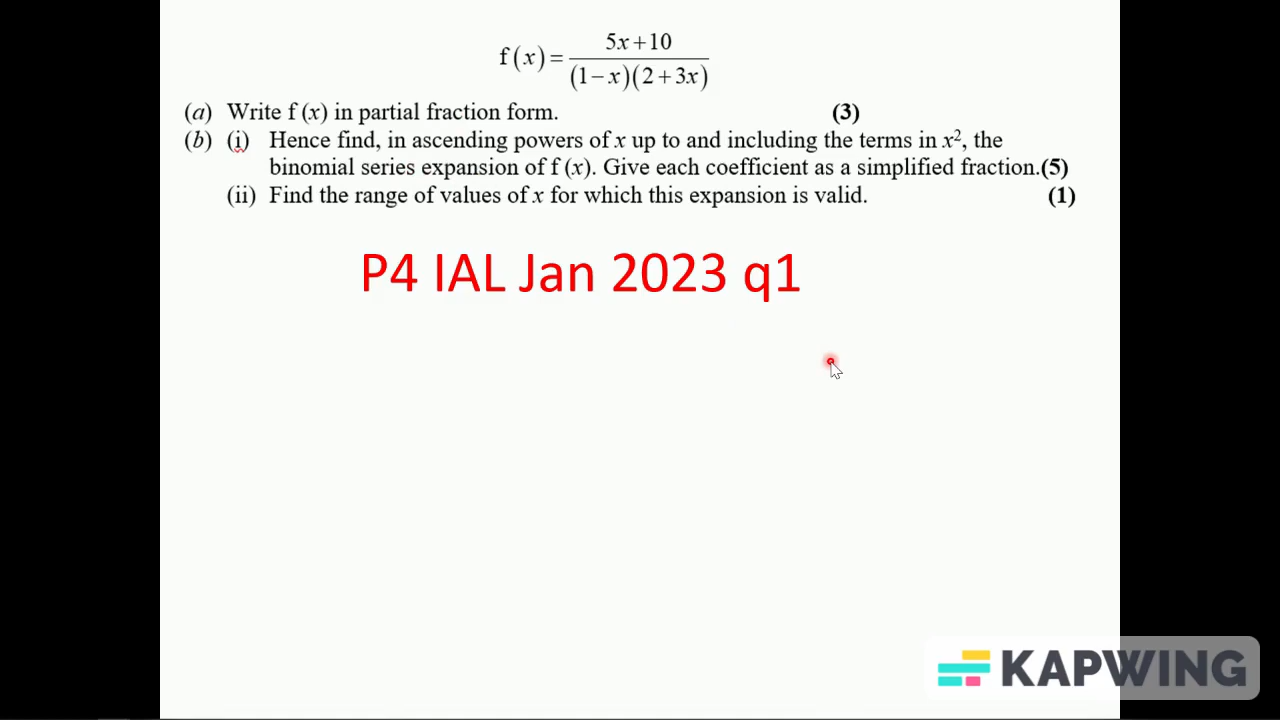 f(x) = \frac{5x+10}{(1-x)(2+3x)}
(a) Write f (x) in partial fraction form. (3)
(b) (i) Hence find, in ascending powers of x up to and including the terms in x², the
binomial series expansion of f (x). Give each coefficient as a simplified fraction.(5)
(ii) Find the range of values of x for which this expansion is valid. (1)
P4 IAL Jan 2023 q1
KAPWING